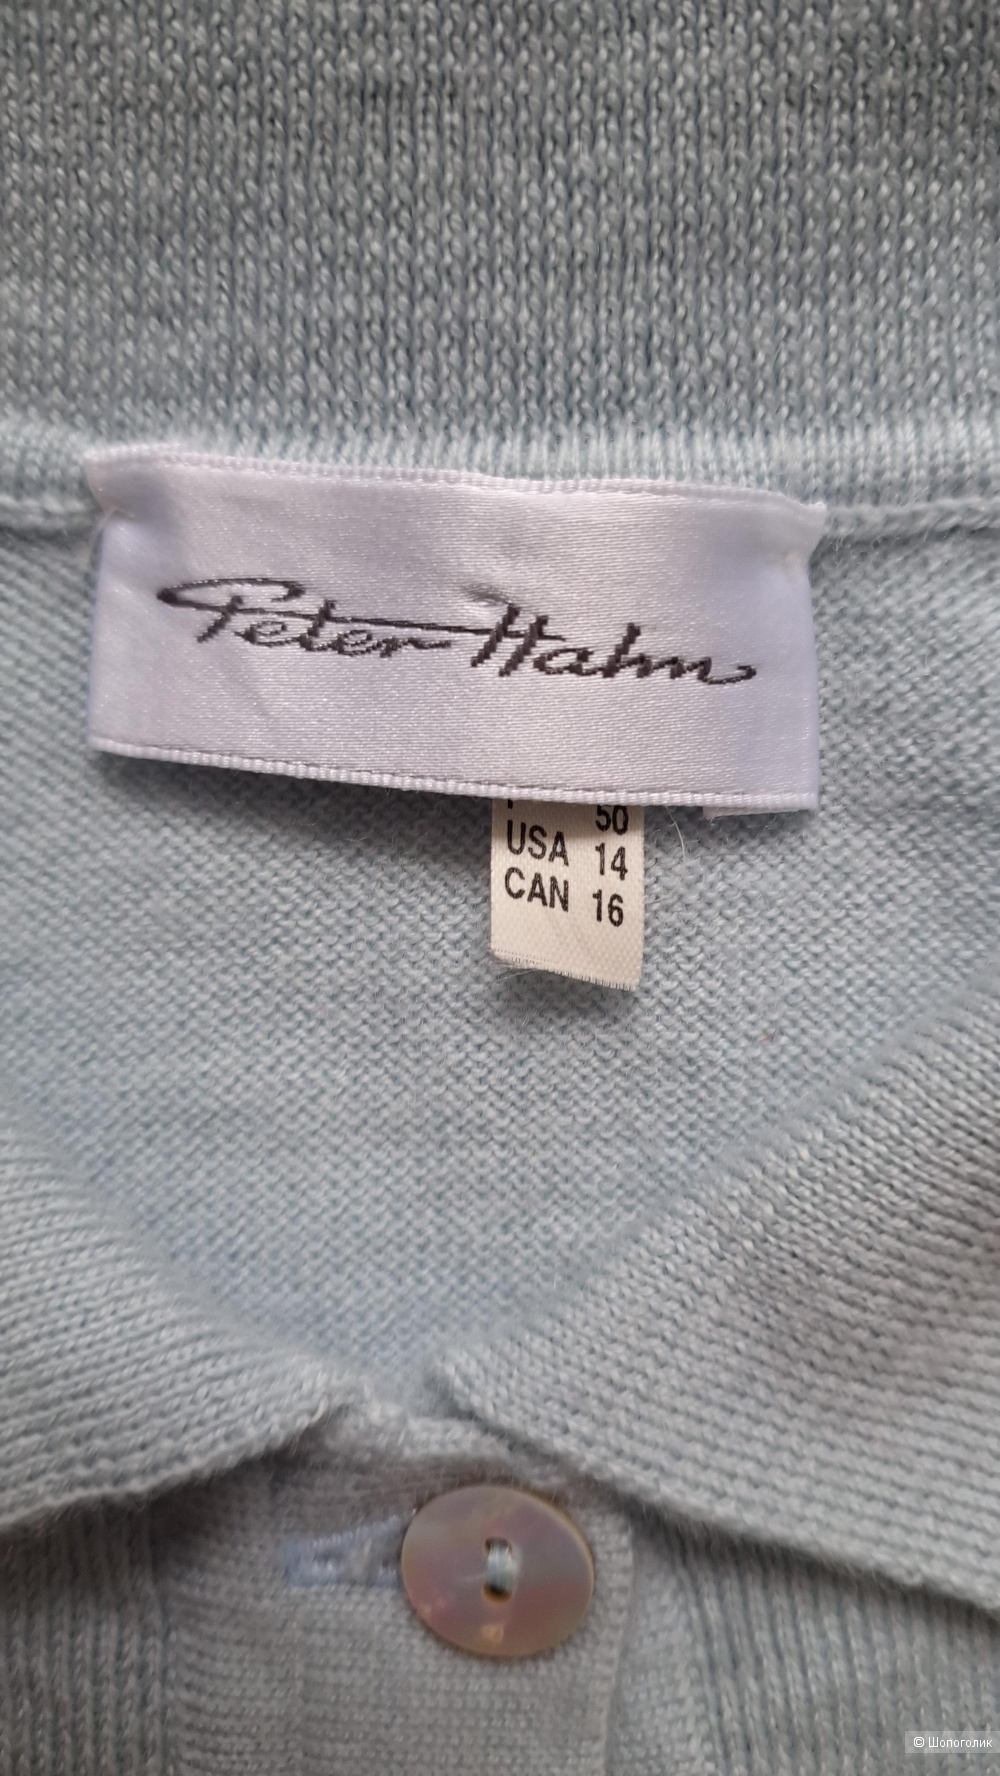 Peter Hahn
50
USA 14
CAN 16
© Шопоголик